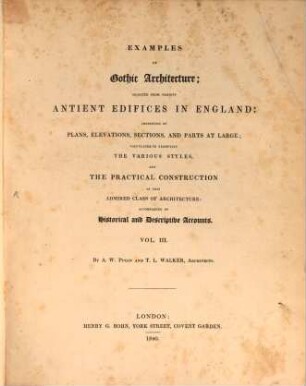 EXAMPLES
OF
Gothic Architecture;
SELECTED FROM VARIOUS
ANTIENT EDIFICES IN ENGLAND:
CONSISTING OF
PLANS, ELEVATIONS, SECTIONS, AND PARTS AT LARGE;
CALCULATED TO EXEMPLIFY
THE VARIOUS STYLES,
AND
THE PRACTICAL CONSTRUCTION
OF THIS
ADMIRED CLASS OF ARCHITECTURE:
ACCOMPANIED BY
Historical and Descriptive Accounts.
VOL. III.
BY A. W. PUGIN AND T. L. WALKER, ARCHITECTS.
LONDON:
HENRY G. BOHN, YORK STREET, COVENT GARDEN.